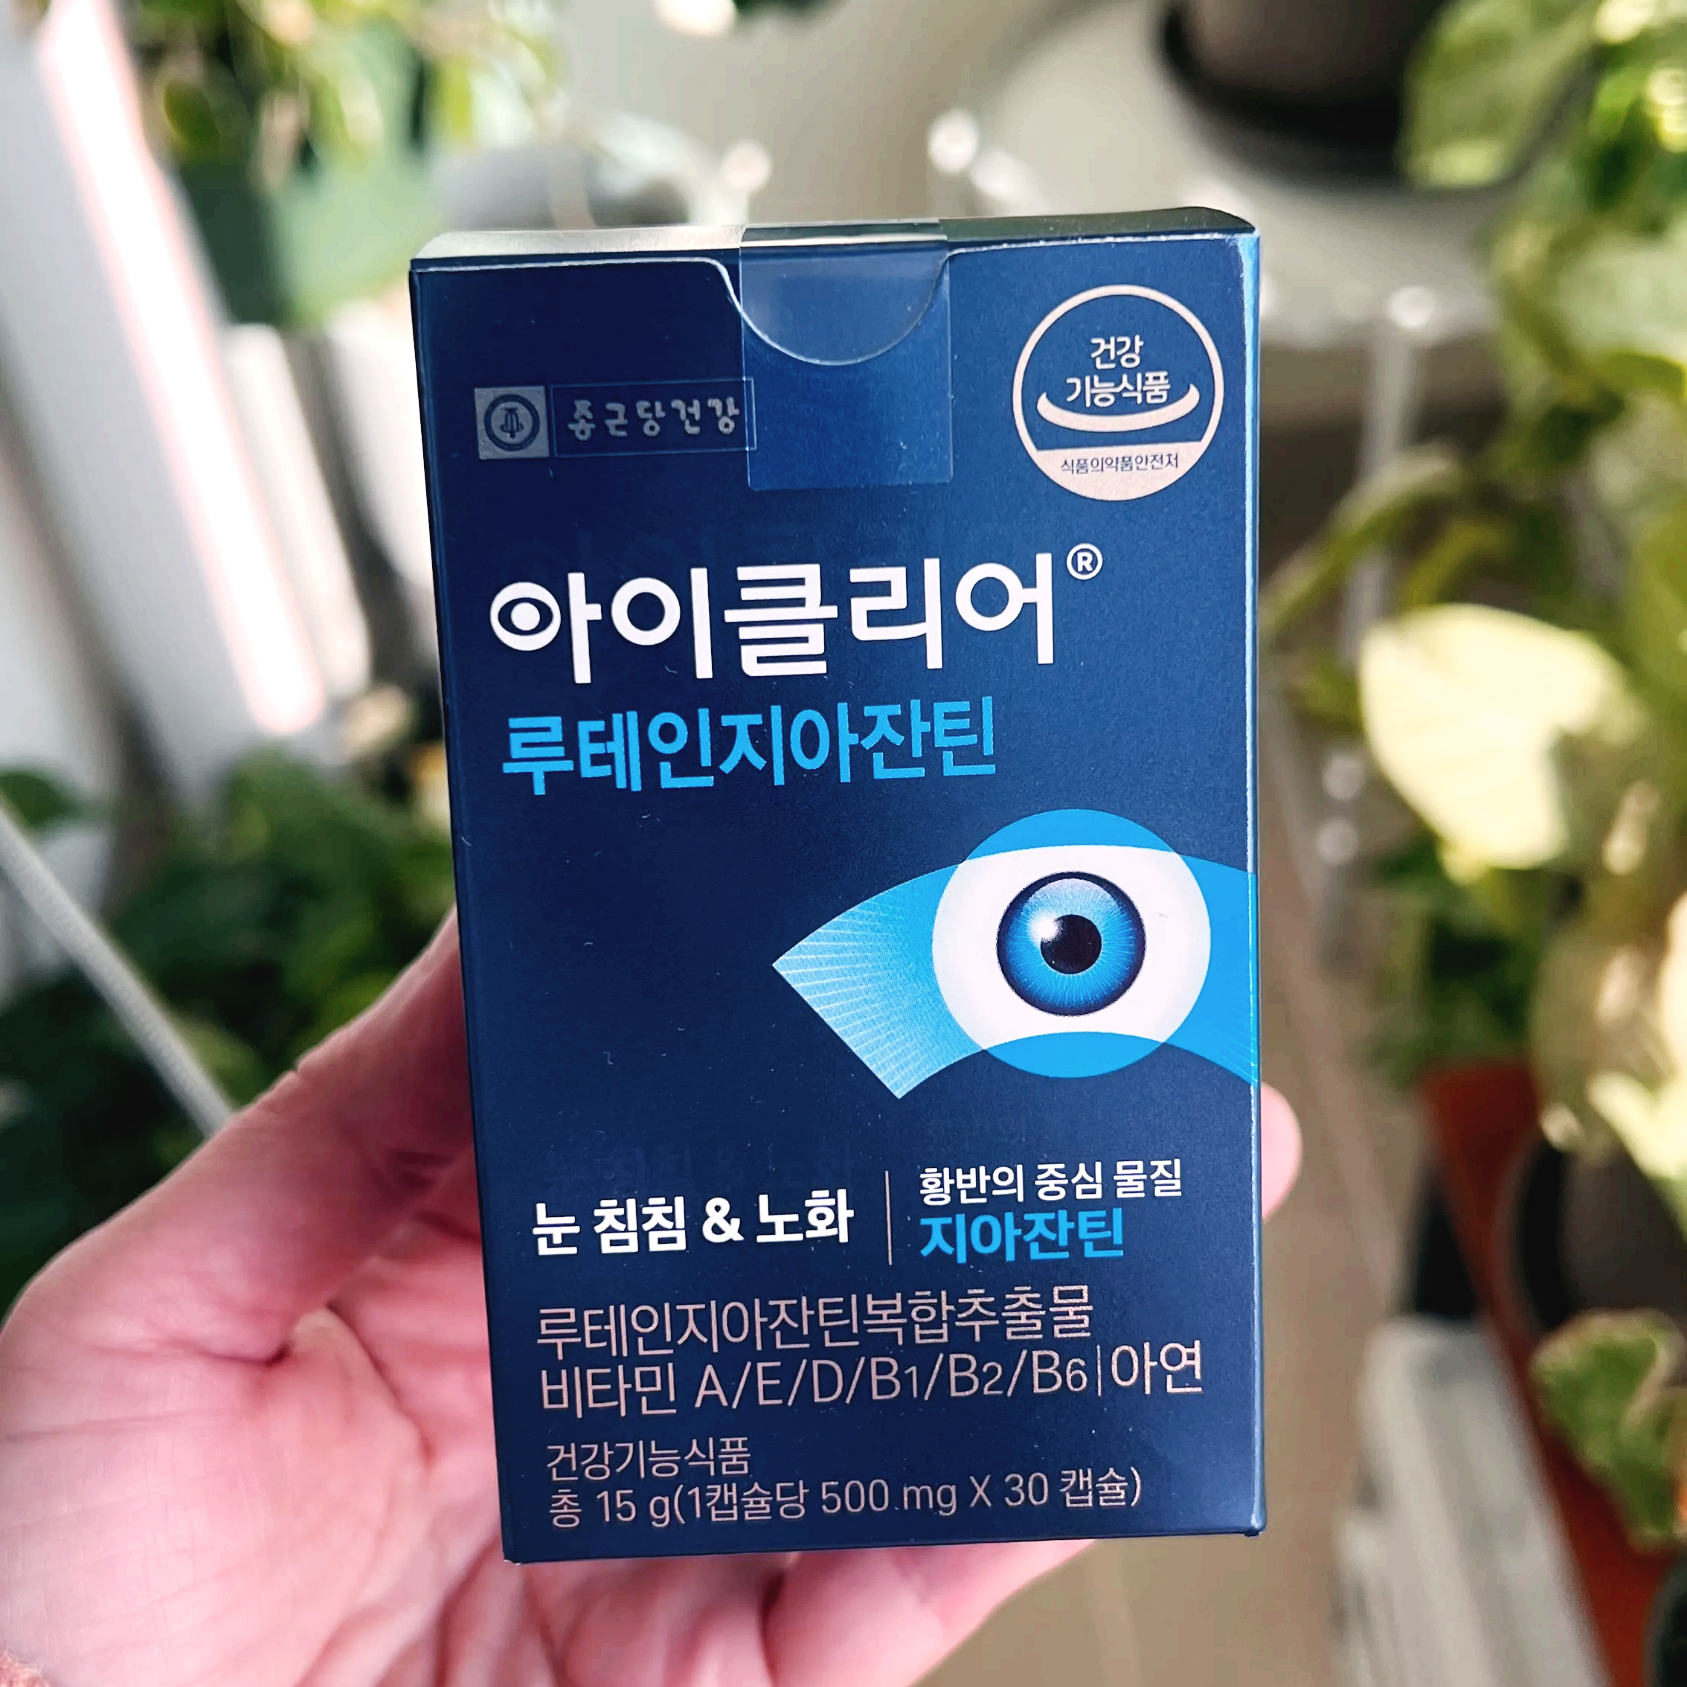 종근당건강
건강
기능식품
식품의약품안전처
아이클리어®
루테인지아잔틴
눈 침침 & 노화
황반의 중심 물질
지아잔틴
루테인지아잔틴복합추출물
비타민 A/E/D/B1/B2/B6|아연
건강기능식품
총 15 g(1캡슐당 500 mg X 30 캡슐)